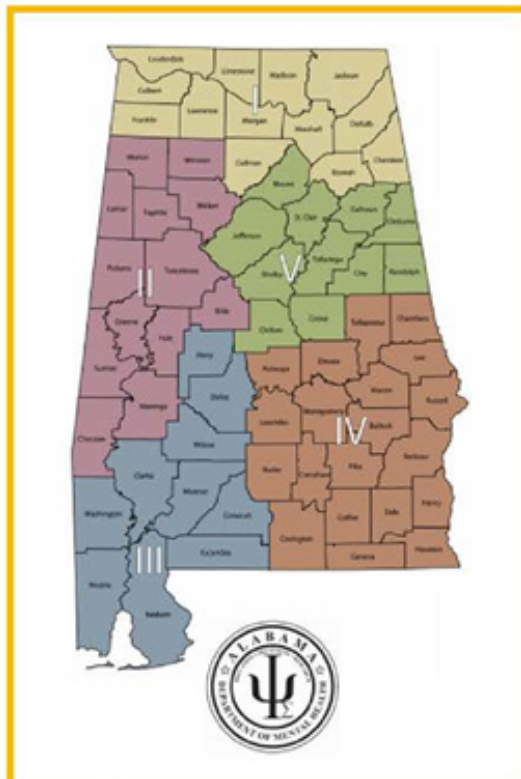 Lauderdale
Limestone
Madison
Jackson
Colbert
Franklin
Lawrence
I
Morgan
Marshall
DeKalb
Cullman
Etowah
Cherokee
Marion
Winston
Blount
Lamar
Fayette
Walker
St. Clair
Calhoun
Cleburne
Jefferson
Pickens
Tuscaloosa
Shelby
Talladega
Clay
Randolph
II
V
Greene
Hale
Bibb
Chilton
Coosa
Tallapoosa
Chambers
Sumter
Perry
Autauga
Elmore
Lee
Marengo
Dallas
Macon
Russell
Choctaw
Lowndes
Montgomery
IV
Bullock
Wilcox
Clarke
Butler
Crenshaw
Pike
Barbour
Monroe
Washington
Conecuh
Coffee
Dale
Henry
Covington
Geneva
Houston
Escambia
III
Mobile
Baldwin
ALABAMA
DEPARTMENT OF MENTAL HEALTH
ΨΣ